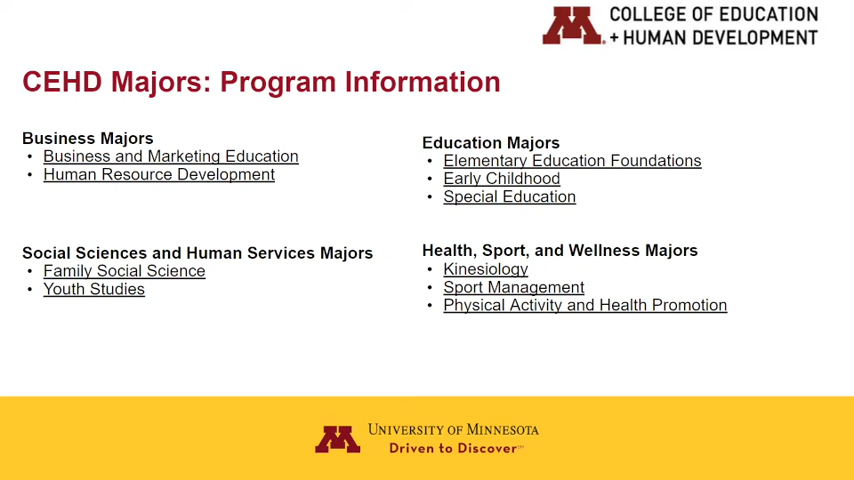 COLLEGE OF EDUCATION
+ HUMAN DEVELOPMENT
CEHD Majors: Program Information
Business Majors
• Business and Marketing Education
• Human Resource Development
Education Majors
• Elementary Education Foundations
• Early Childhood
• Special Education
Social Sciences and Human Services Majors
• Family Social Science
• Youth Studies
Health, Sport, and Wellness Majors
• Kinesiology
• Sport Management
• Physical Activity and Health Promotion
M UNIVERSITY OF MINNESOTA
Driven to Discover℠